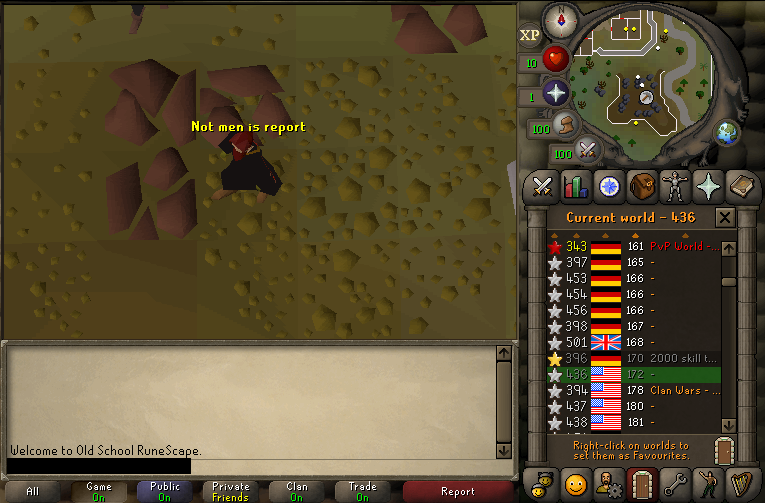 XP
10
1
100
100
Not men is report
Current world - 436
343 161 PvP World -...
397 165 -
453 166 -
454 166 -
456 166 -
398 167 -
501 168 -
396 170 2000 skill t...
436 172 -
394 178 Clan Wars - ...
437 180 -
438 181 -
Right-click on worlds to
set them as Favourites.
Welcome to Old School RuneScape.
All
Game
On
Public
On
Private
Friends
Clan
On
Trade
On
Report